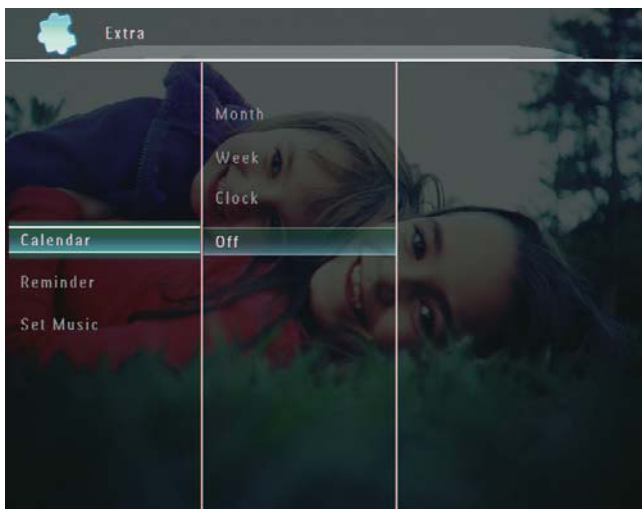 Extra
Month
Week
Clock
Calendar
Off
Reminder
Set Music